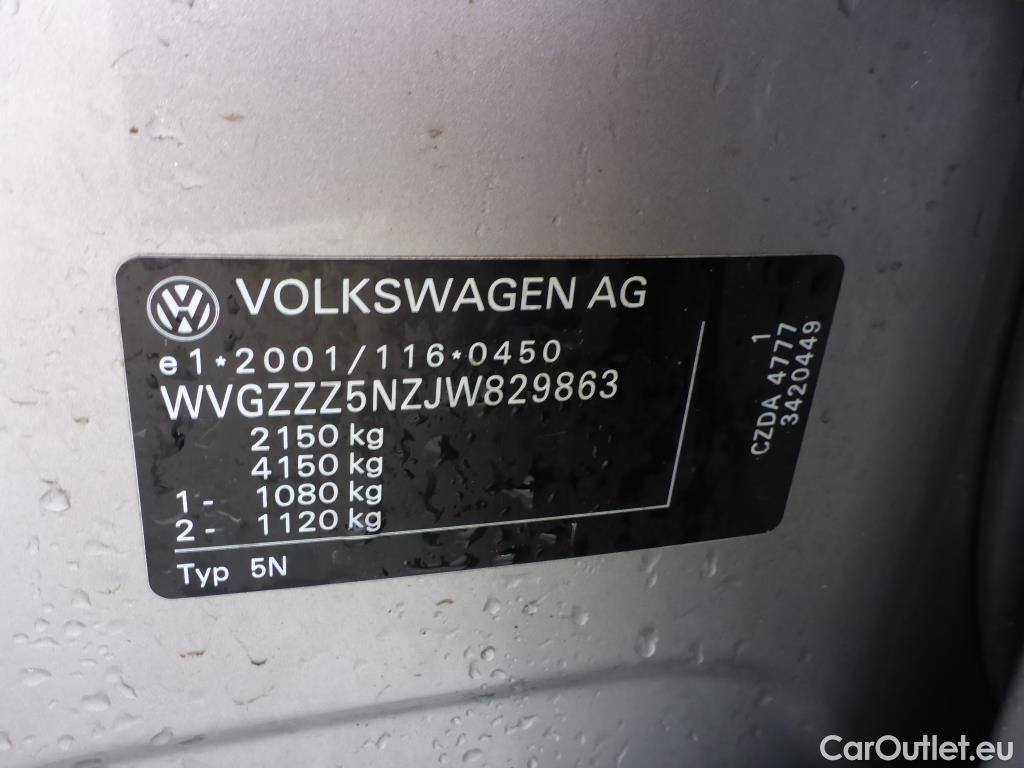 VW VOLKSWAGEN AG
e1*2001/116*0450
WVGZZZ5NZJW829863
2150 kg
4150 kg
1 - 1080 kg
2 - 1120 kg
Typ 5N
1
CZDA 4777
3420449
CarOutlet.eu